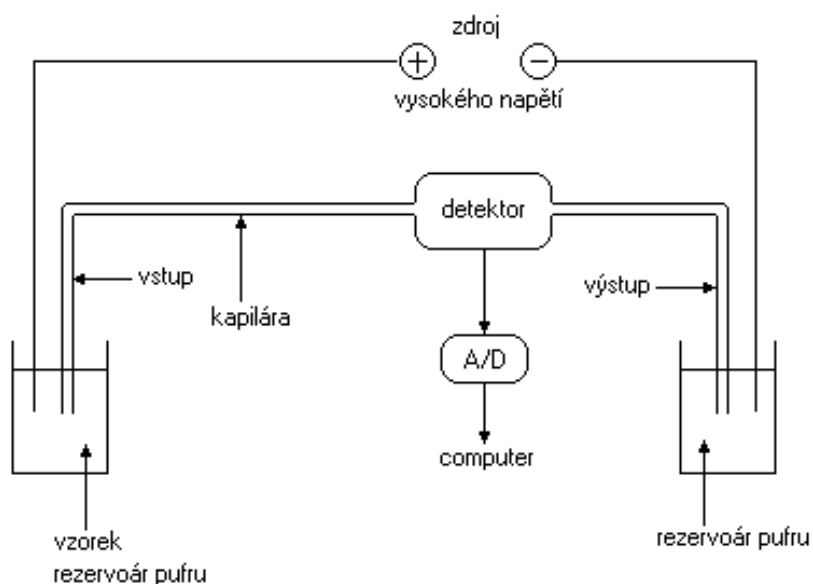 zdroj
+ −
vysokého napětí
detektor
vstup
výstup
kapilára
A/D
computer
vzorek
rezervoár pufru
rezervoár pufru